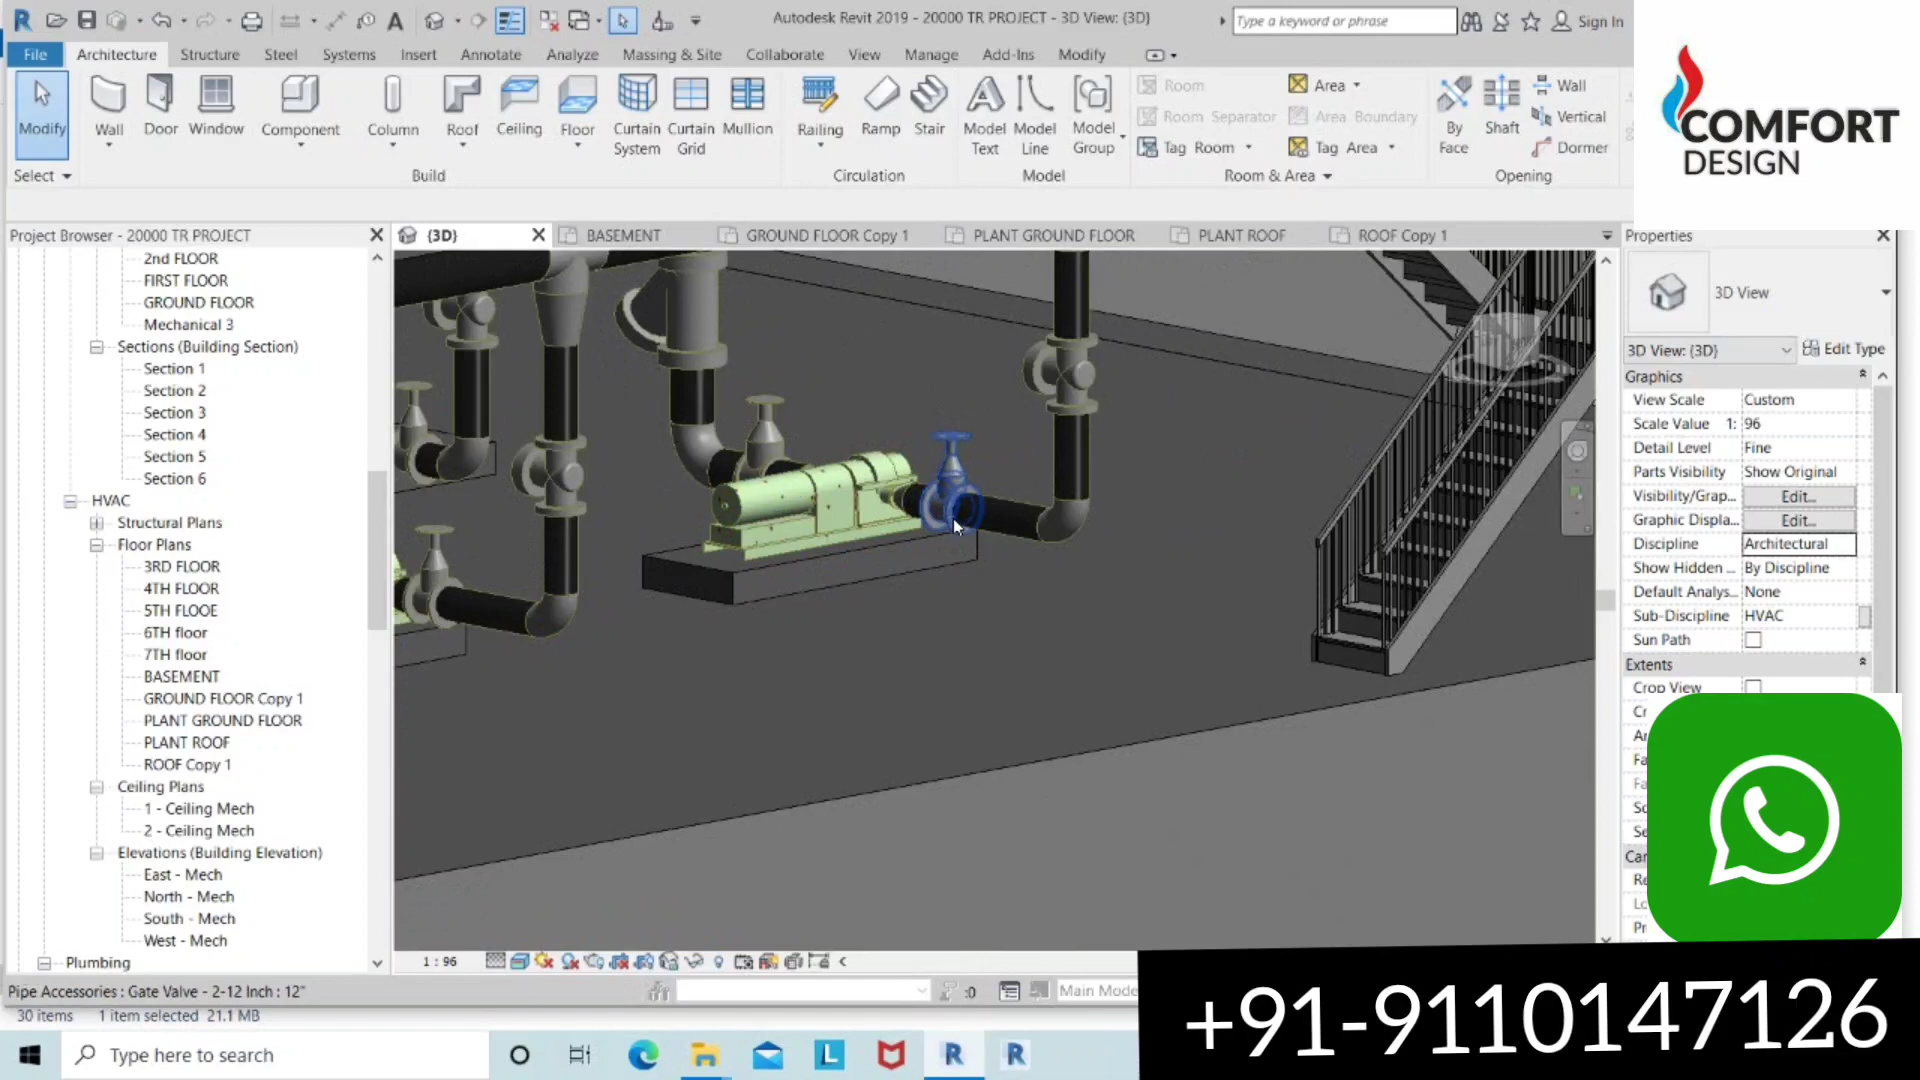 Autodesk Revit 2019 - 20000 TR PROJECT - 3D View: {3D}
Type a keyword or phrase
Sign In
File Architecture Structure Steel Systems Insert Annotate Analyze Massing & Site Collaborate View Manage Add-Ins Modify
Modify
Wall
Door
Window
Component
Column
Roof
Ceiling
Floor
Curtain System
Curtain Grid
Mullion
Railing
Ramp
Stair
Model Text
Model Line
Model Group
Room
Room Separator
Tag Room
Area
Area Boundary
Tag Area
By Face
Shaft
Wall
Vertical
Dormer
Select
Build
Circulation
Model
Room & Area
Opening
COMFORT
DESIGN
Project Browser - 20000 TR PROJECT
2nd FLOOR
FIRST FLOOR
GROUND FLOOR
Mechanical 3
Sections (Building Section)
Section 1
Section 2
Section 3
Section 4
Section 5
Section 6
HVAC
Structural Plans
Floor Plans
3RD FLOOR
4TH FLOOR
5TH FLOOE
6TH floor
7TH floor
BASEMENT
GROUND FLOOR Copy 1
PLANT GROUND FLOOR
PLANT ROOF
ROOF Copy 1
Ceiling Plans
1 - Ceiling Mech
2 - Ceiling Mech
Elevations (Building Elevation)
East - Mech
North - Mech
South - Mech
West - Mech
Plumbing
{3D}
BASEMENT
GROUND FLOOR Copy 1
PLANT GROUND FLOOR
PLANT ROOF
ROOF Copy 1
Properties
3D View
3D View: {3D}
Edit Type
Graphics
View Scale Custom
Scale Value 1: 96
Detail Level Fine
Parts Visibility Show Original
Visibility/Grap... Edit...
Graphic Displa... Edit...
Discipline Architectural
Show Hidden ... By Discipline
Default Analys... None
Sub-Discipline HVAC
Sun Path
Extents
Crop View
1 : 96
Pipe Accessories : Gate Valve - 2-12 Inch : 12"
:0
Main Mode
30 items 1 item selected 21.1 MB
Type here to search
+91-9110147126